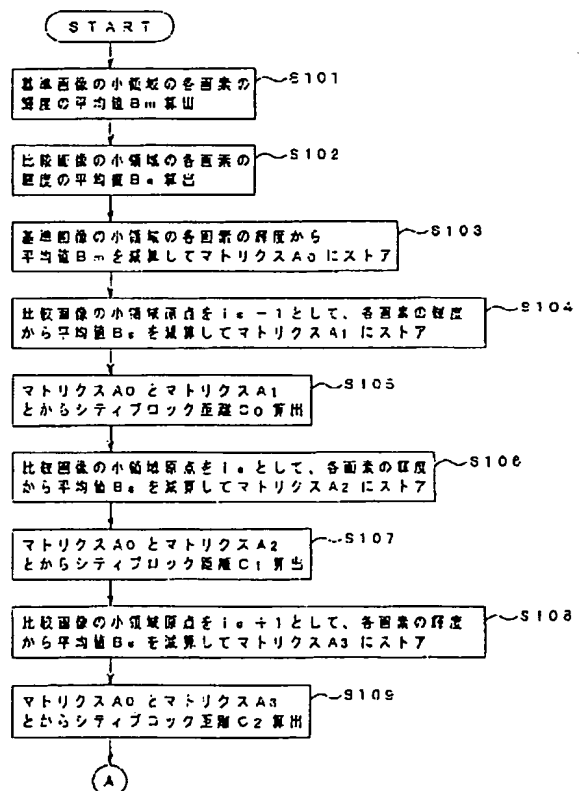 START
基準画像の小領域の各画素の
輝度の平均値Bm算出
S101
比較画像の小領域の各画素の
輝度の平均値Bs算出
S102
基準画像の小領域の各画素の輝度から
平均値Bmを減算してマトリクスA0にストア
S103
比較画像の小領域原点をis-1として、各画素の輝度
から平均値Bsを減算してマトリクスA1にストア
S104
マトリクスA0とマトリクスA1
とからシティブロック距離C0算出
S105
比較画像の小領域原点をisとして、各画素の輝度
から平均値Bsを減算してマトリクスA2にストア
S106
マトリクスA0とマトリクスA2
とからシティブロック距離C1算出
S107
比較画像の小領域原点をis+1として、各画素の輝度
から平均値Bsを減算してマトリクスA3にストア
S108
マトリクスA0とマトリクスA3
とからシティブロック距離C2算出
S109
A